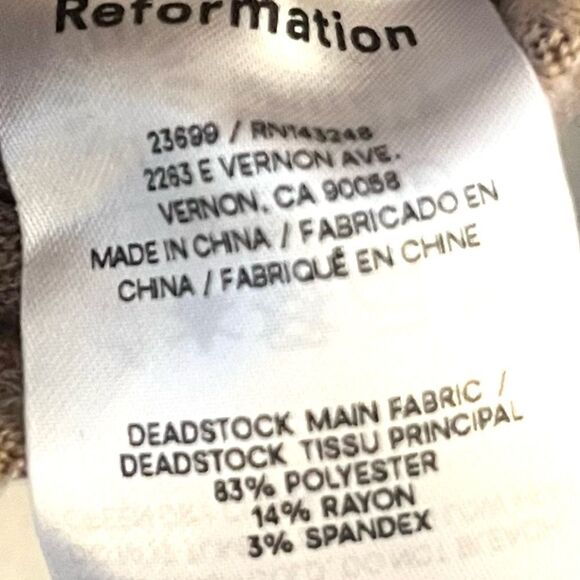 Reformation
23699 / RN143248
2263 E VERNON AVE.
VERNON, CA 90058
MADE IN CHINA / FABRICADO EN
CHINA / FABRIQUÊ EN CHINE
DEADSTOCK MAIN FABRIC /
DEADSTOCK TISSU PRINCIPAL
83% POLYESTER
14% RAYON
3% SPANDEX